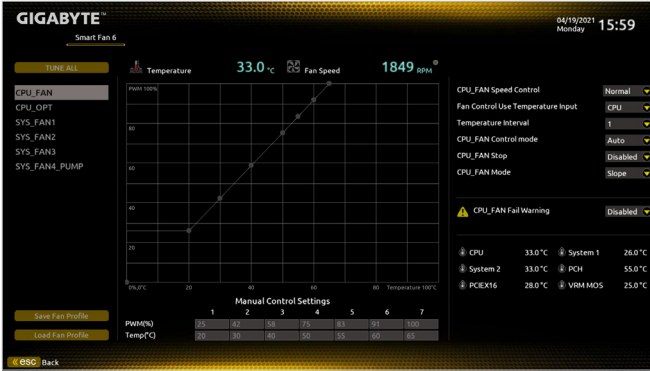 GIGABYTE™
04/19/2021 15:59
Monday
Smart Fan 6
TUNE ALL
CPU_FAN
CPU_OPT
SYS_FAN1
SYS_FAN2
SYS_FAN3
SYS_FAN4_PUMP
Save Fan Profile
Load Fan Profile
Temperature 33.0 °C Fan Speed 1849 RPM
PWM 100%
80
60
40
20
0%,0°C 20 40 60 80 Temperature 100°C
Manual Control Settings
1 2 3 4 5 6 7
PWM(%) 25 42 58 75 83 91 100
Temp(°C) 20 30 40 50 55 60 65
CPU_FAN Speed Control Normal
Fan Control Use Temperature Input CPU
Temperature Interval 1
CPU_FAN Control mode Auto
CPU_FAN Stop Disabled
CPU_FAN Mode Slope
CPU_FAN Fail Warning Disabled
CPU 33.0°C System 1 26.0°C
System 2 33.0°C PCH 55.0°C
PCIEX16 28.0°C VRM MOS 25.0°C
«esc Back